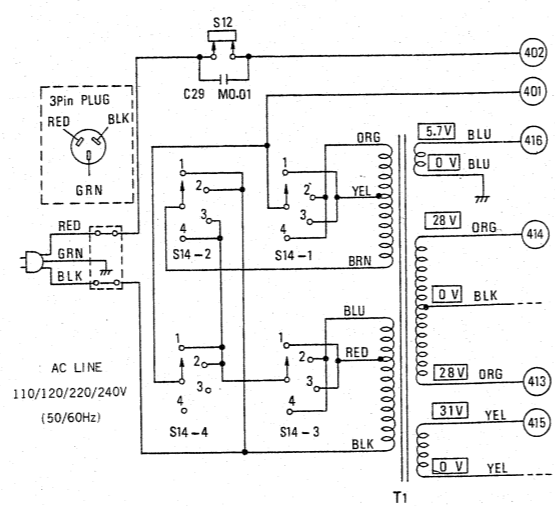 S12
402
C29 M0.01
401
3Pin PLUG
RED
BLK
GRN
ORG
5.7V
BLU
416
0 V
BLU
1
2
3
4
S14-2
1
2
3
4
S14-1
YEL
BRN
28V
ORG
414
RED
GRN
BLK
0 V
BLK
BLU
1
2
3
4
S14-4
1
2
3
4
S14-3
RED
BLK
28V
ORG
413
AC LINE
110/120/220/240V
(50/60Hz)
31V
YEL
415
0 V
YEL
T1